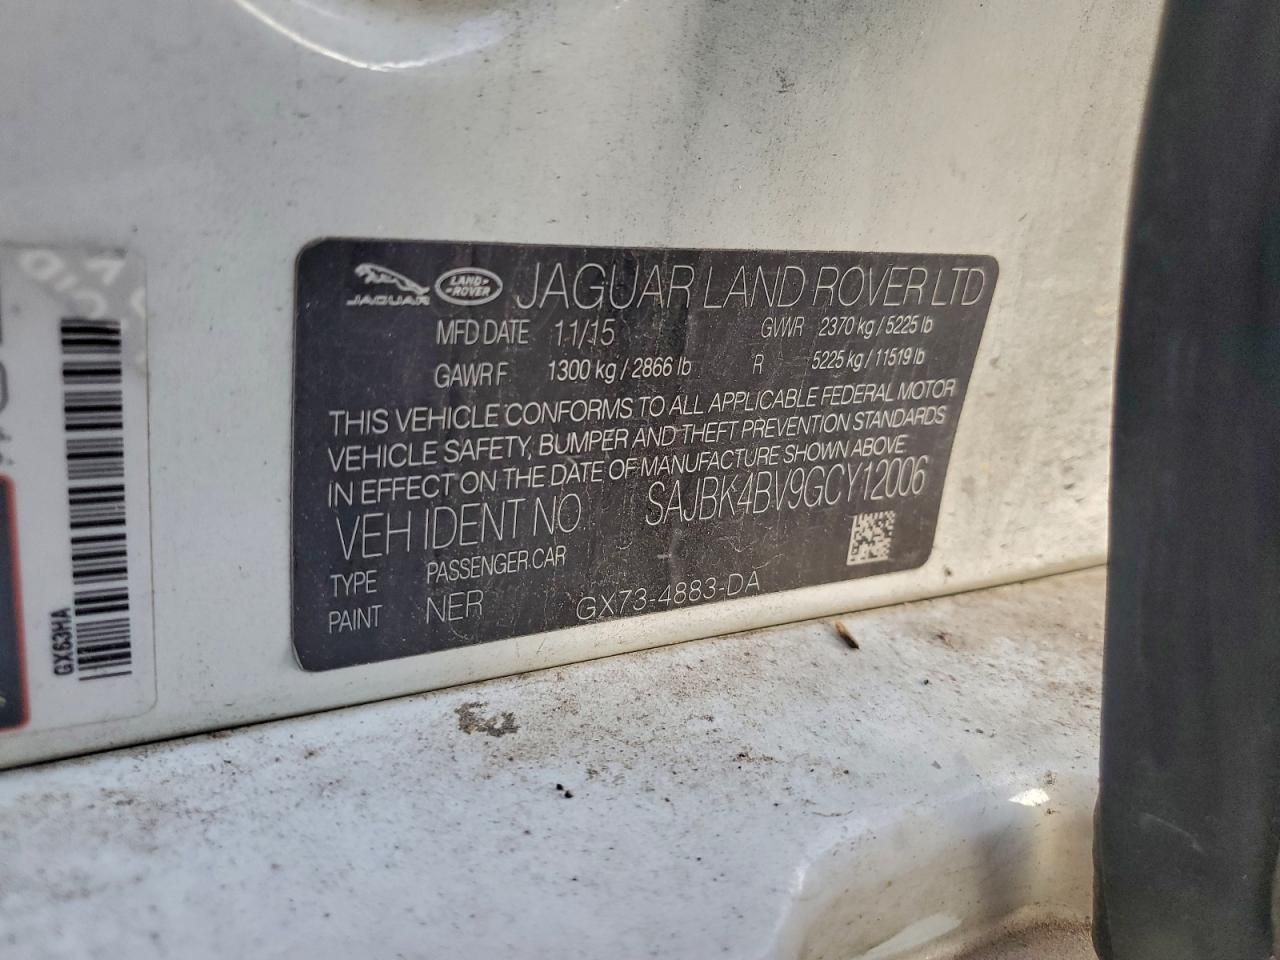 JAGUAR LAND-ROVER JAGUAR LAND ROVER LTD
MFD DATE 11/15 GVWR 2370 kg / 5225 lb
GAWR F 1300 kg / 2866 lb R 5225 kg / 11519 lb
THIS VEHICLE CONFORMS TO ALL APPLICABLE FEDERAL MOTOR
VEHICLE SAFETY, BUMPER AND THEFT PREVENTION STANDARDS
IN EFFECT ON THE DATE OF MANUFACTURE SHOWN ABOVE.
VEH IDENT NO SAJBK4BV9GCY12006
TYPE PASSENGER CAR
PAINT NER GX73-4883-DA
GX63HA